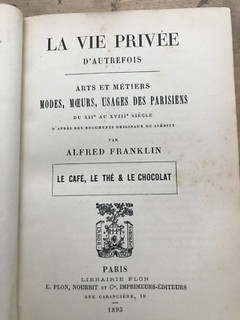 LA VIE PRIVÉE
D'AUTREFOIS
ARTS ET MÉTIERS
MODES, MŒURS, USAGES DES PARISIENS
DU XIIᵉ AU XVIIIᵉ SIÈCLE
D'APRÈS DES DOCUMENTS ORIGINAUX OU INÉDITS
PAR
ALFRED FRANKLIN
LE CAFÉ, LE THÉ & LE CHOCOLAT
PARIS
LIBRAIRIE PLON
E. PLON, NOURRIT ET Cⁱᵉ, IMPRIMEURS-ÉDITEURS
RUE GARANCIÈRE, 10
1893